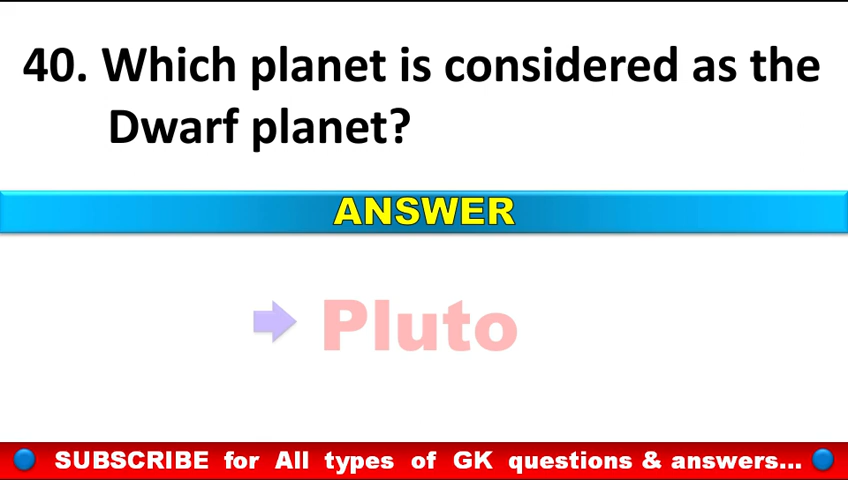 40. Which planet is considered as the
Dwarf planet?
ANSWER
Pluto
SUBSCRIBE for All types of GK questions & answers...